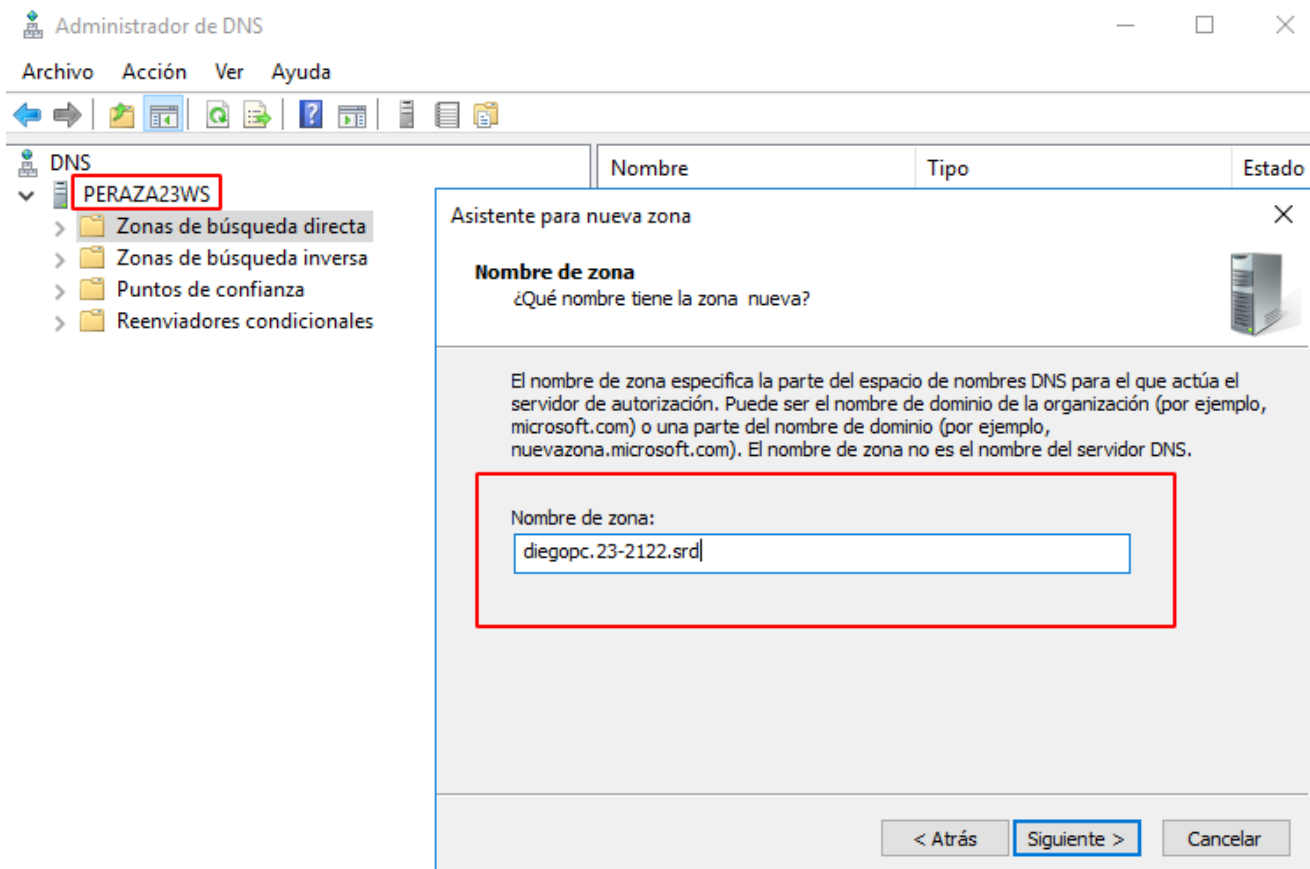 Administrador de DNS
Archivo Acción Ver Ayuda
DNS
PERAZA23WS
Zonas de búsqueda directa
Zonas de búsqueda inversa
Puntos de confianza
Reenviadores condicionales
Nombre Tipo Estado
Asistente para nueva zona
Nombre de zona
¿Qué nombre tiene la zona nueva?
El nombre de zona especifica la parte del espacio de nombres DNS para el que actúa el
servidor de autorización. Puede ser el nombre de dominio de la organización (por ejemplo,
microsoft.com) o una parte del nombre de dominio (por ejemplo,
nuevazona.microsoft.com). El nombre de zona no es el nombre del servidor DNS.
Nombre de zona:
diegopc.23-2122.srd
< Atrás Siguiente > Cancelar